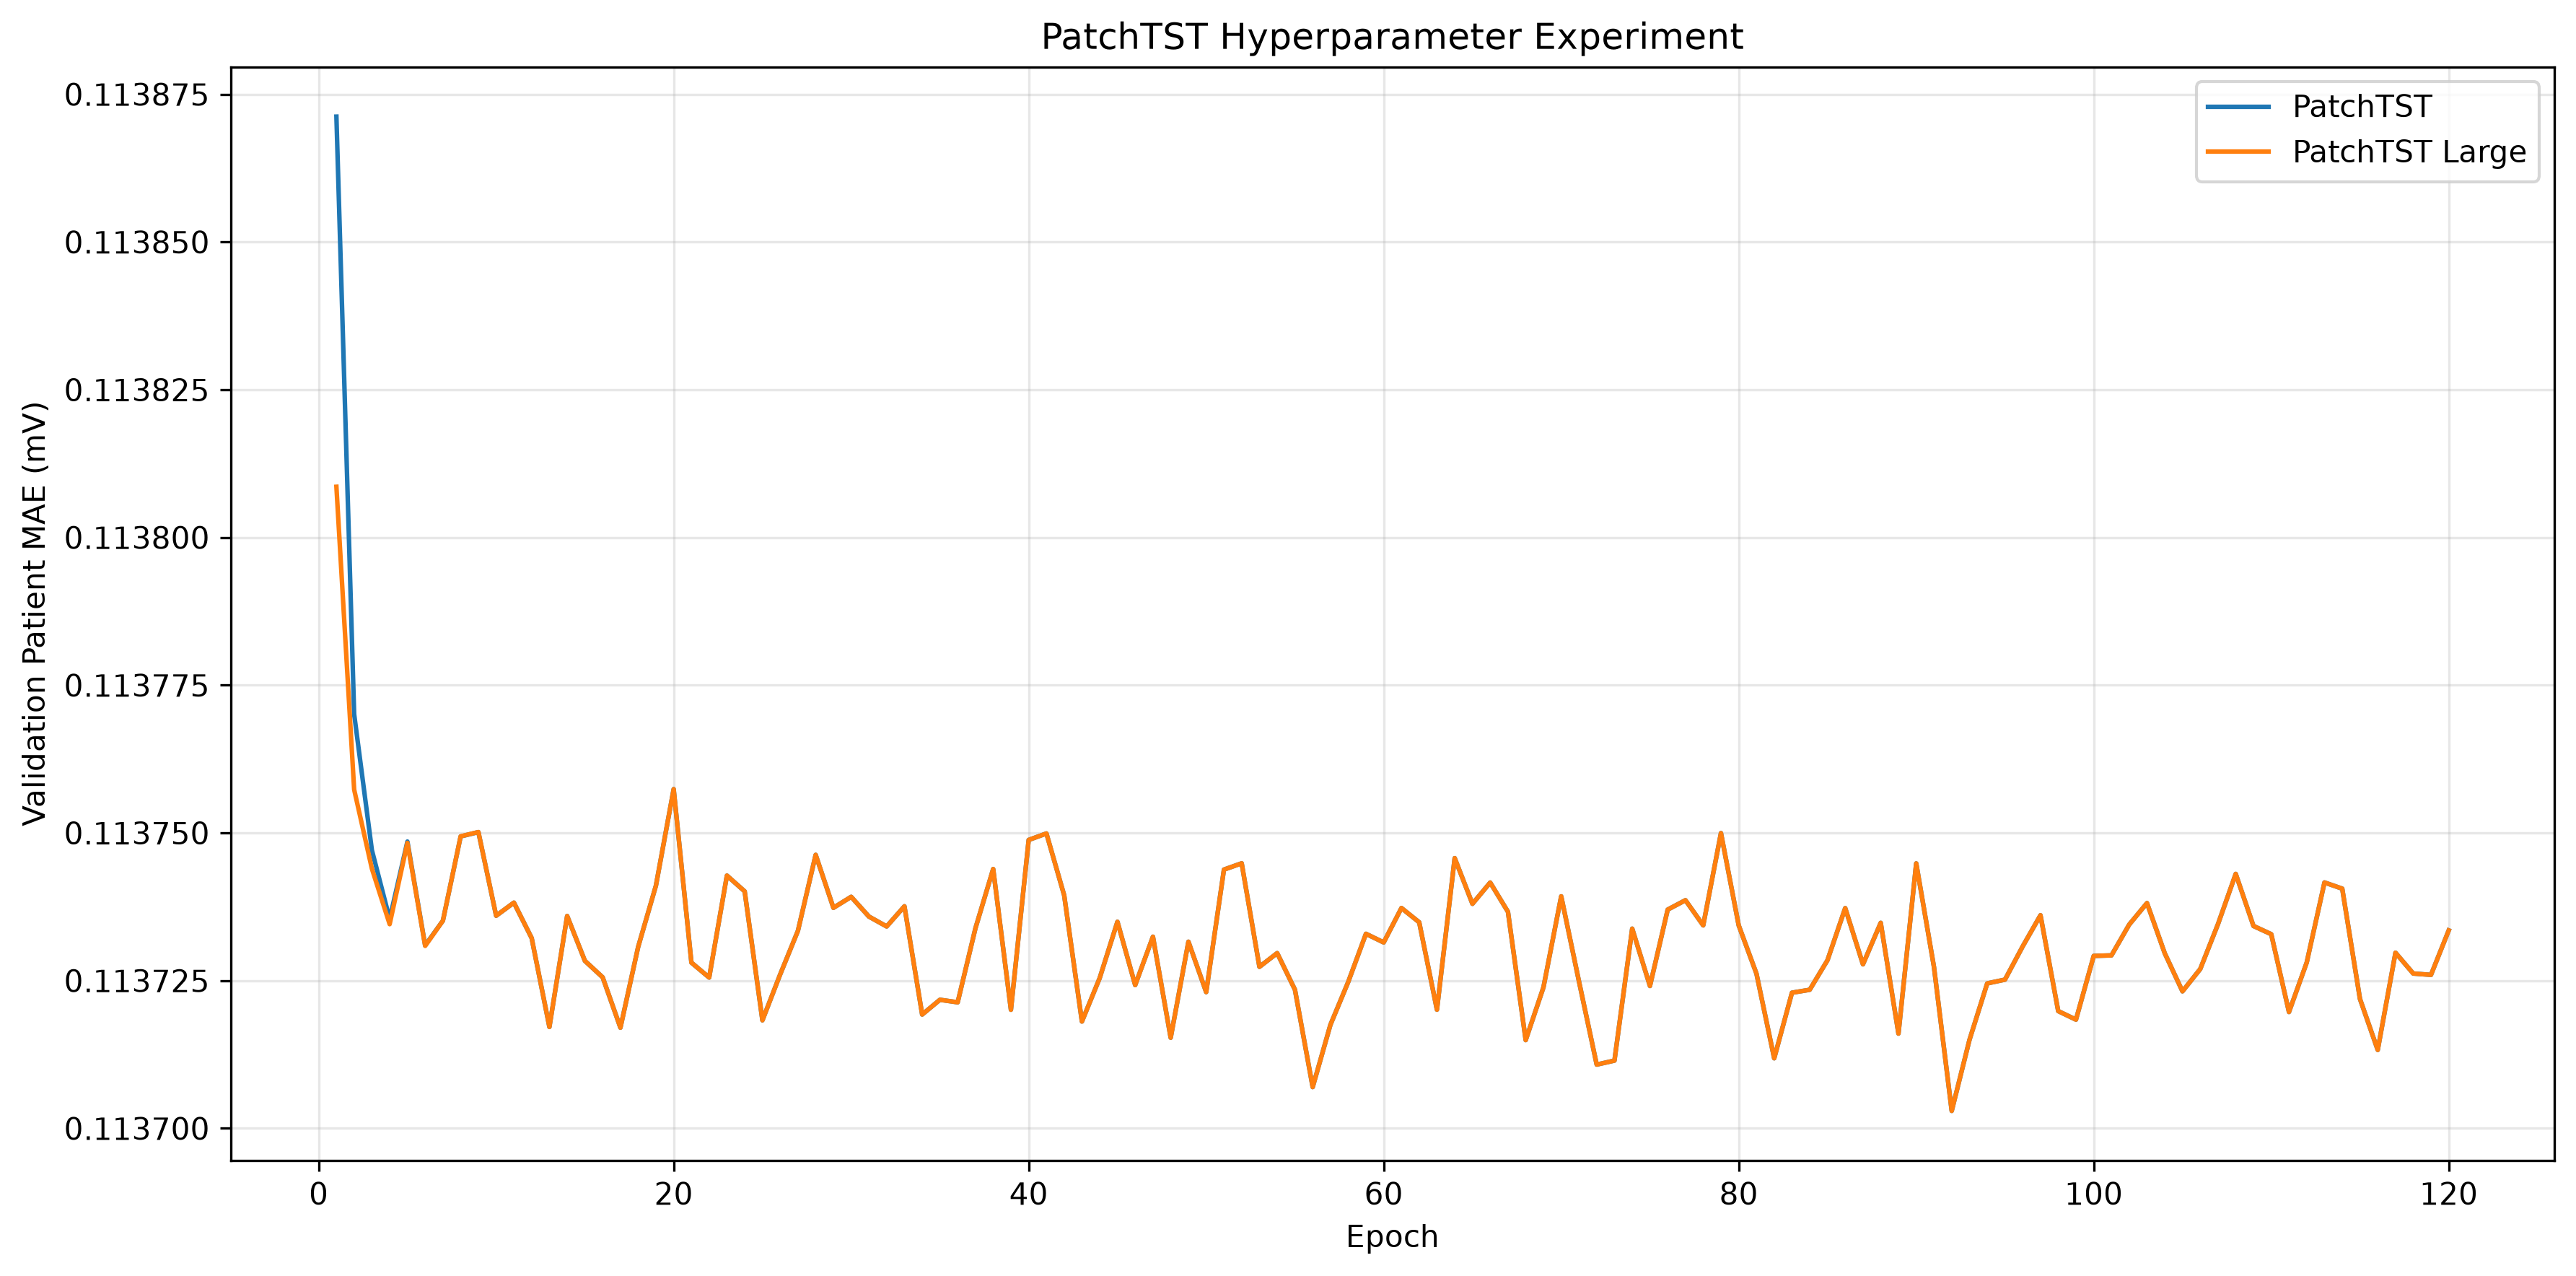 PatchTST Hyperparameter Experiment
PatchTST
PatchTST Large
Validation Patient MAE (mV)
0.113875
0.113850
0.113825
0.113800
0.113775
0.113750
0.113725
0.113700
0 20 40 60 80 100 120
Epoch